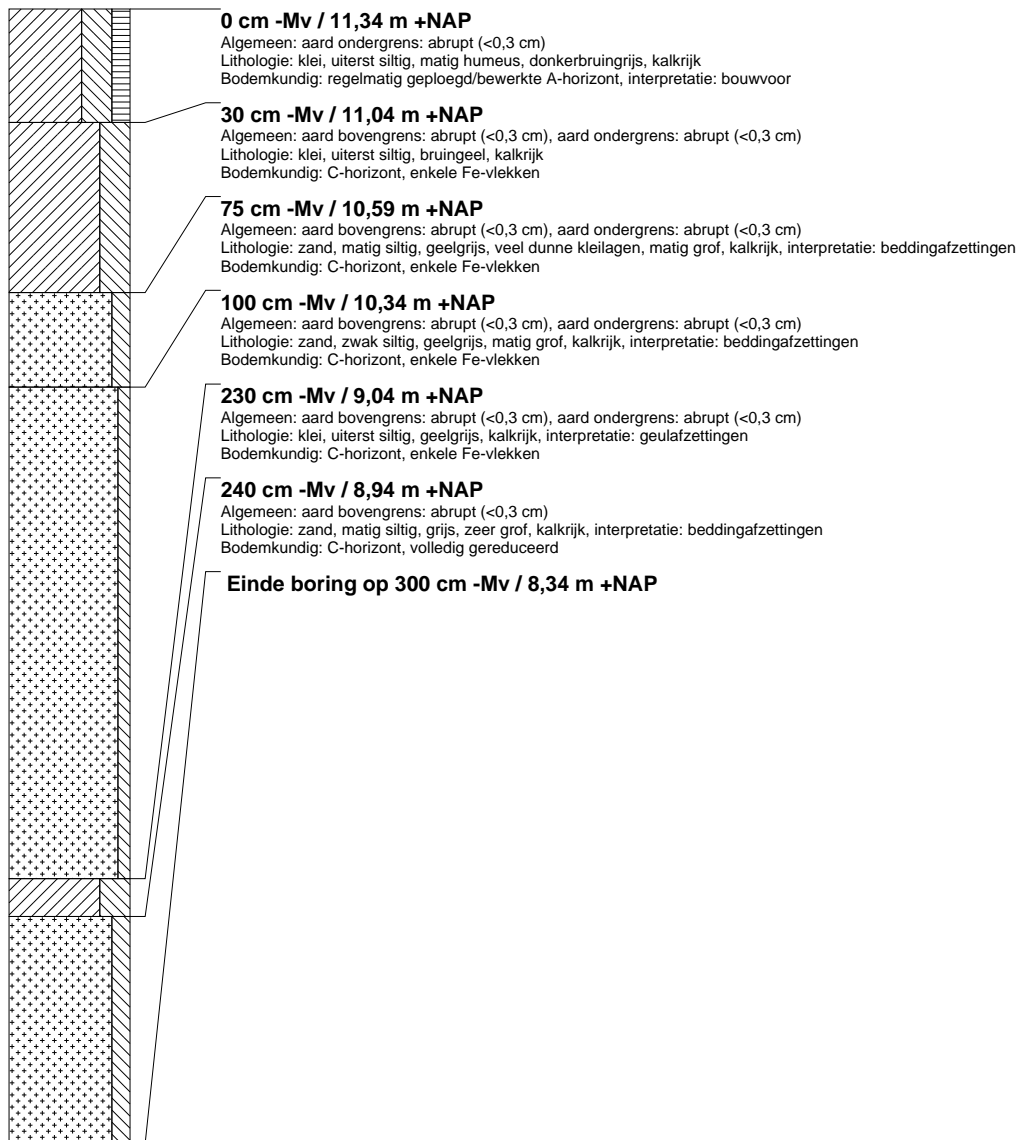 0 cm -Mv / 11,34 m +NAP
Algemeen: aard ondergrens: abrupt (<0,3 cm)
Lithologie: klei, uiterst siltig, matig humeus, donkerbruingrijs, kalkrijk
Bodemkundig: regelmatig geploegd/bewerkte A-horizont, interpretatie: bouwvoor
30 cm -Mv / 11,04 m +NAP
Algemeen: aard bovengrens: abrupt (<0,3 cm), aard ondergrens: abrupt (<0,3 cm)
Lithologie: klei, uiterst siltig, bruingeel, kalkrijk
Bodemkundig: C-horizont, enkele Fe-vlekken
75 cm -Mv / 10,59 m +NAP
Algemeen: aard bovengrens: abrupt (<0,3 cm), aard ondergrens: abrupt (<0,3 cm)
Lithologie: zand, matig siltig, geelgrijs, veel dunne kleilagen, matig grof, kalkrijk, interpretatie: beddingafzettingen
Bodemkundig: C-horizont, enkele Fe-vlekken
100 cm -Mv / 10,34 m +NAP
Algemeen: aard bovengrens: abrupt (<0,3 cm), aard ondergrens: abrupt (<0,3 cm)
Lithologie: zand, zwak siltig, geelgrijs, matig grof, kalkrijk, interpretatie: beddingafzettingen
Bodemkundig: C-horizont, enkele Fe-vlekken
230 cm -Mv / 9,04 m +NAP
Algemeen: aard bovengrens: abrupt (<0,3 cm), aard ondergrens: abrupt (<0,3 cm)
Lithologie: klei, uiterst siltig, geelgrijs, kalkrijk, interpretatie: geulafzettingen
Bodemkundig: C-horizont, enkele Fe-vlekken
240 cm -Mv / 8,94 m +NAP
Algemeen: aard bovengrens: abrupt (<0,3 cm)
Lithologie: zand, matig siltig, grijs, zeer grof, kalkrijk, interpretatie: beddingafzettingen
Bodemkundig: C-horizont, volledig gereduceerd
Einde boring op 300 cm -Mv / 8,34 m +NAP